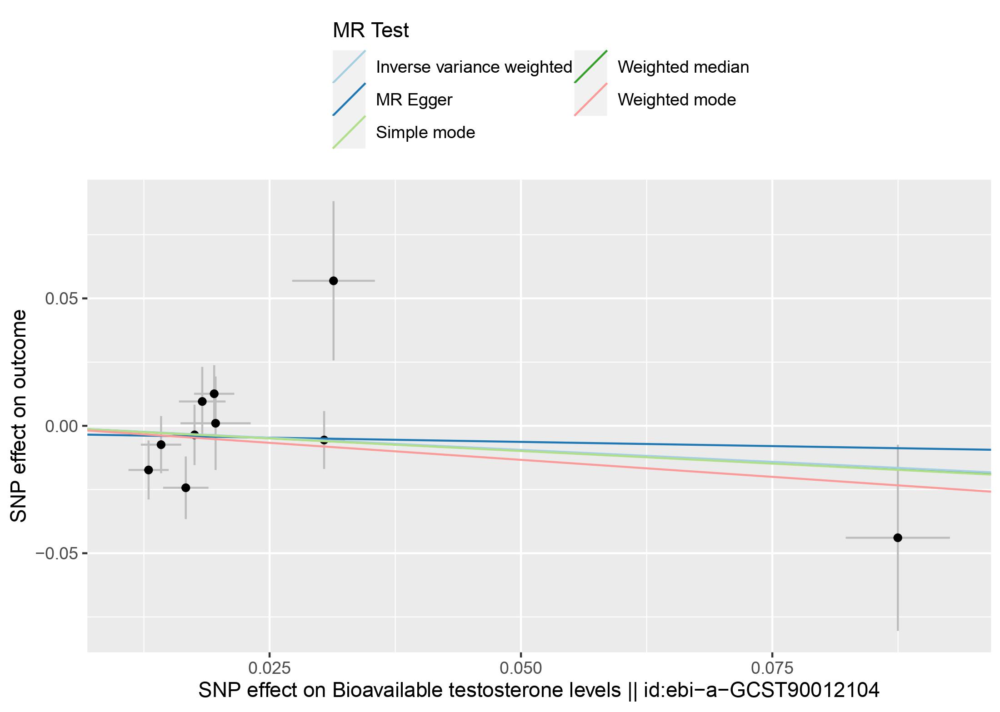 MR Test
Inverse variance weighted
Weighted median
MR Egger
Weighted mode
Simple mode
SNP effect on outcome
0.05
0.00
−0.05
0.025
0.050
0.075
SNP effect on Bioavailable testosterone levels || id:ebi−a−GCST90012104